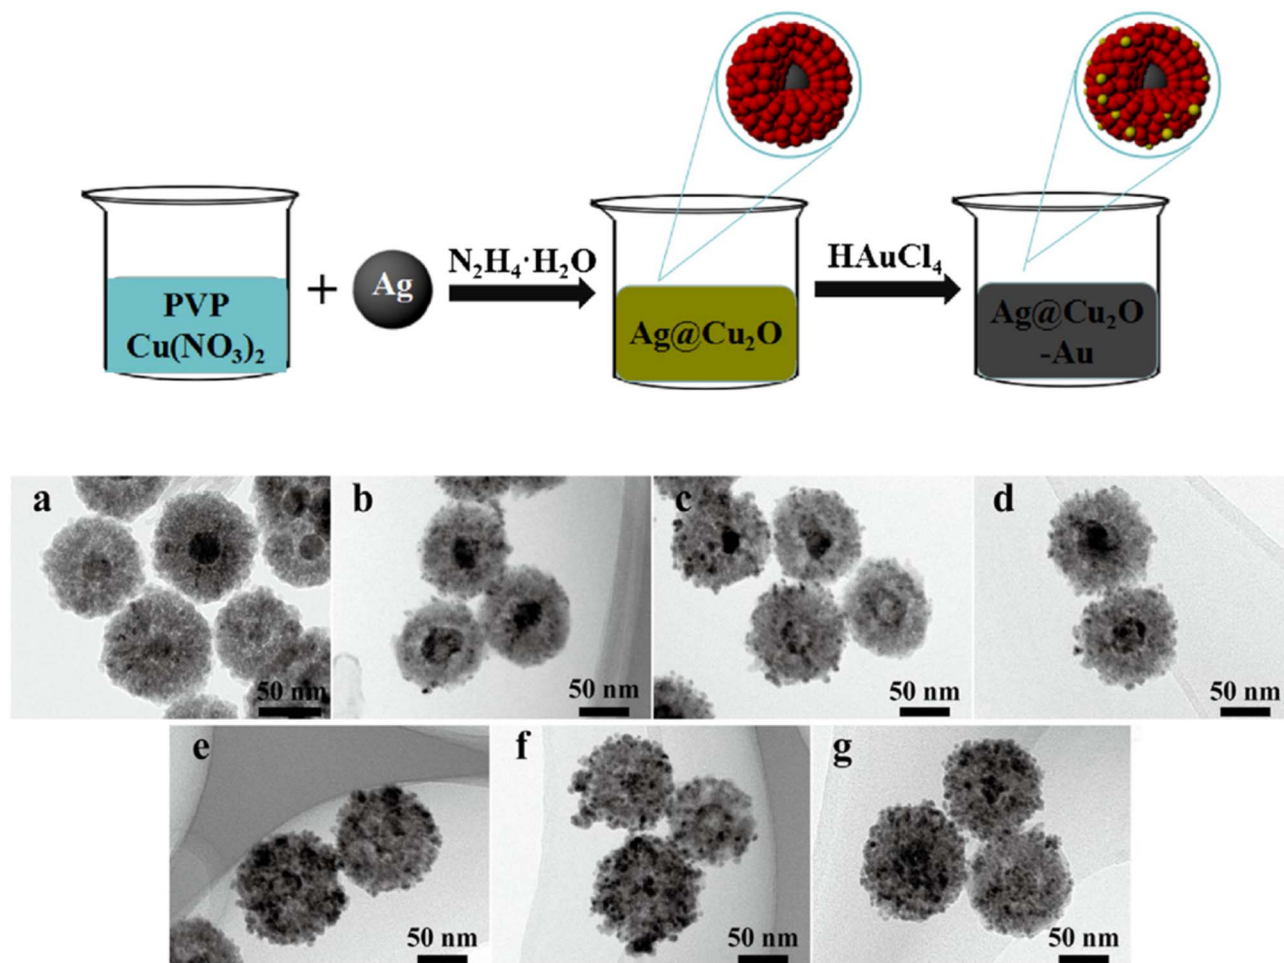 PVP
Cu(NO₃)₂
+
Ag
N₂H₄·H₂O
Ag@Cu₂O
HAuCl₄
Ag@Cu₂O
-Au
a
50 nm
b
50 nm
c
50 nm
d
50 nm
e
50 nm
f
50 nm
g
50 nm